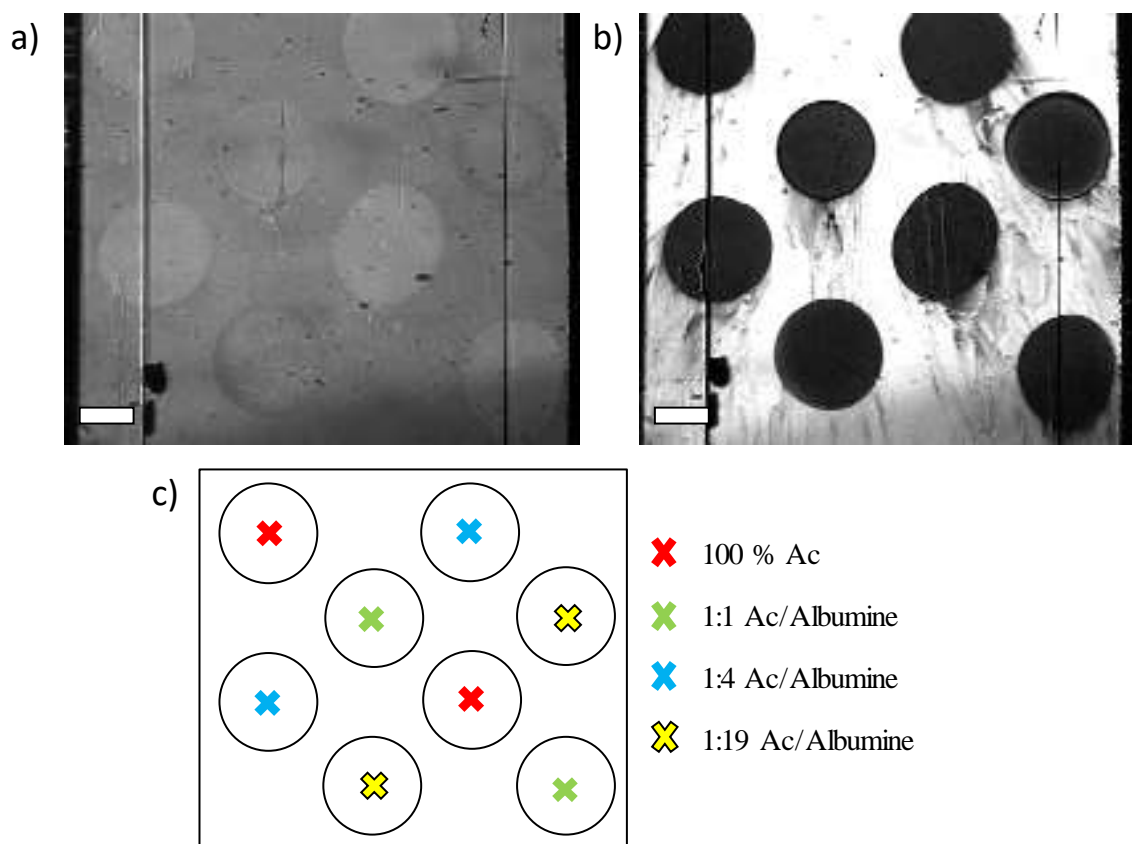 a)
b)
c)
100 % Ac
1:1 Ac/Albumine
1:4 Ac/Albumine
1:19 Ac/Albumine